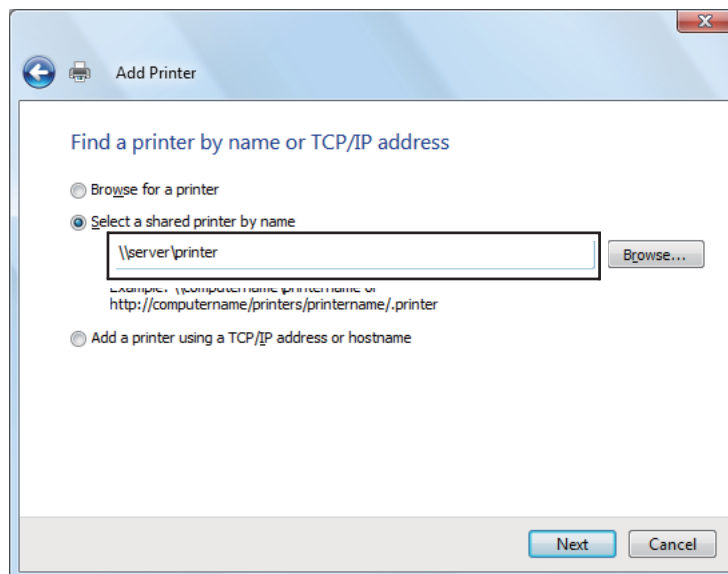 X
Add Printer
Find a printer by name or TCP/IP address
Browse for a printer
Select a shared printer by name
\\server\printer
Browse...
Example: \\computername\printername or
http://computername/printers/printername/.printer
Add a printer using a TCP/IP address or hostname
Next
Cancel